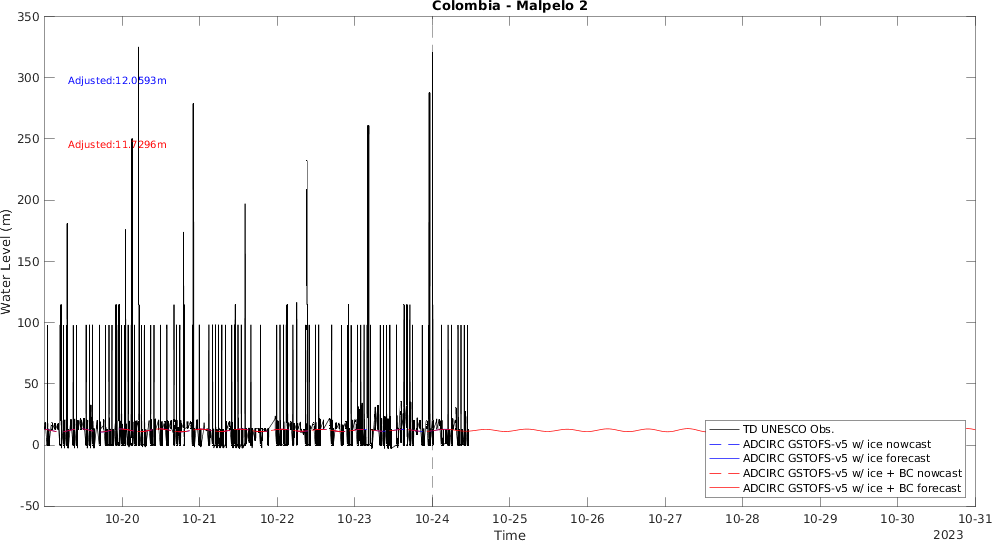 Colombia - Malpelo 2
350
300
250
200
150
100
50
0
-50
Water Level (m)
Adjusted:12.0593m
Adjusted:11.7296m
TD UNESCO Obs.
ADCIRC GSTOFS-v5 w/ ice nowcast
ADCIRC GSTOFS-v5 w/ ice forecast
ADCIRC GSTOFS-v5 w/ ice + BC nowcast
ADCIRC GSTOFS-v5 w/ ice + BC forecast
10-20 10-21 10-22 10-23 10-24 10-25 10-26 10-27 10-28 10-29 10-30 10-31
Time
2023